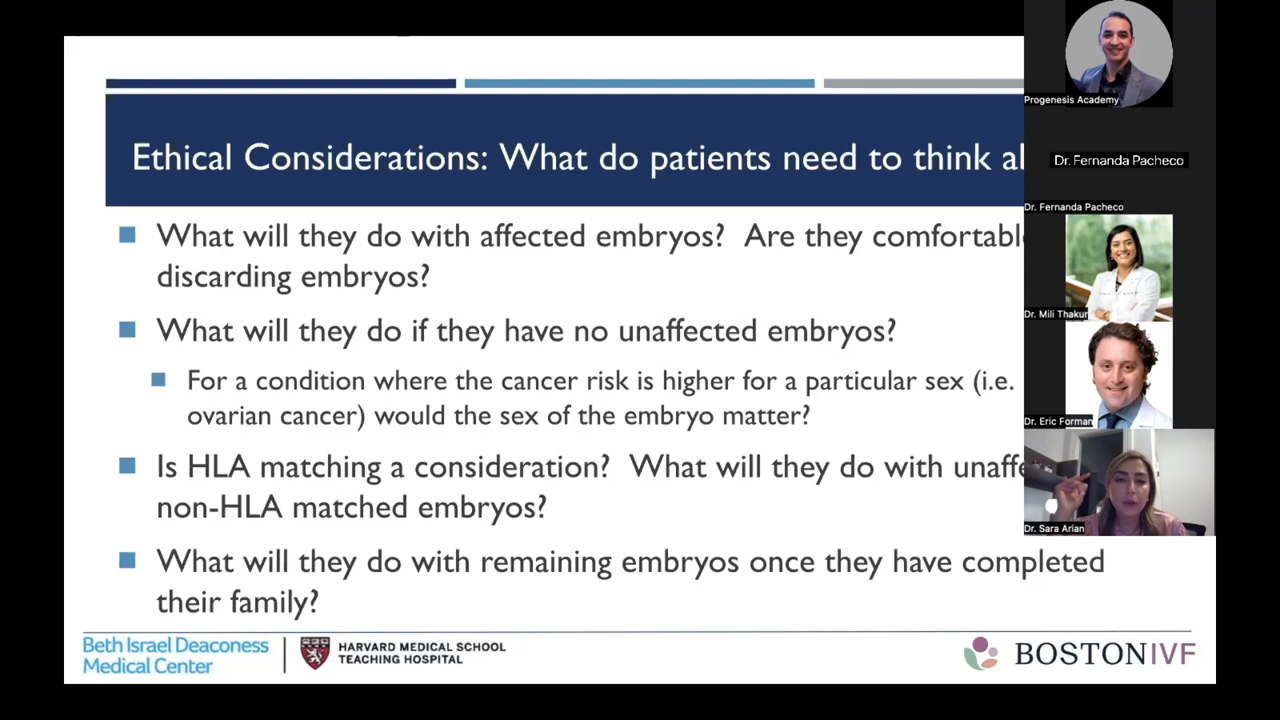 Ethical Considerations: What do patients need to think
What will they do with affected embryos? Are they
discarding embryos?
What will they do if they have no unaffected embryos?
For a condition where the cancer risk is higher for a particular sex (i.e.
ovarian cancer) would the sex of the embryo matter?
Is HLA matching a consideration? What will they do with
non-HLA matched embryos?
What will they do with remaining embryos once they have completed
their family?
Beth Israel Deaconess
Medical Center
HARVARD MEDICAL SCHOOL
TEACHING HOSPITAL
BOSTONIVF
Progenesis Academy
Dr. Fernanda Pacheco
Dr. Fernanda Pacheco
Dr. Mili Thakur
Dr. Eric Forman
Dr. Sara Arian